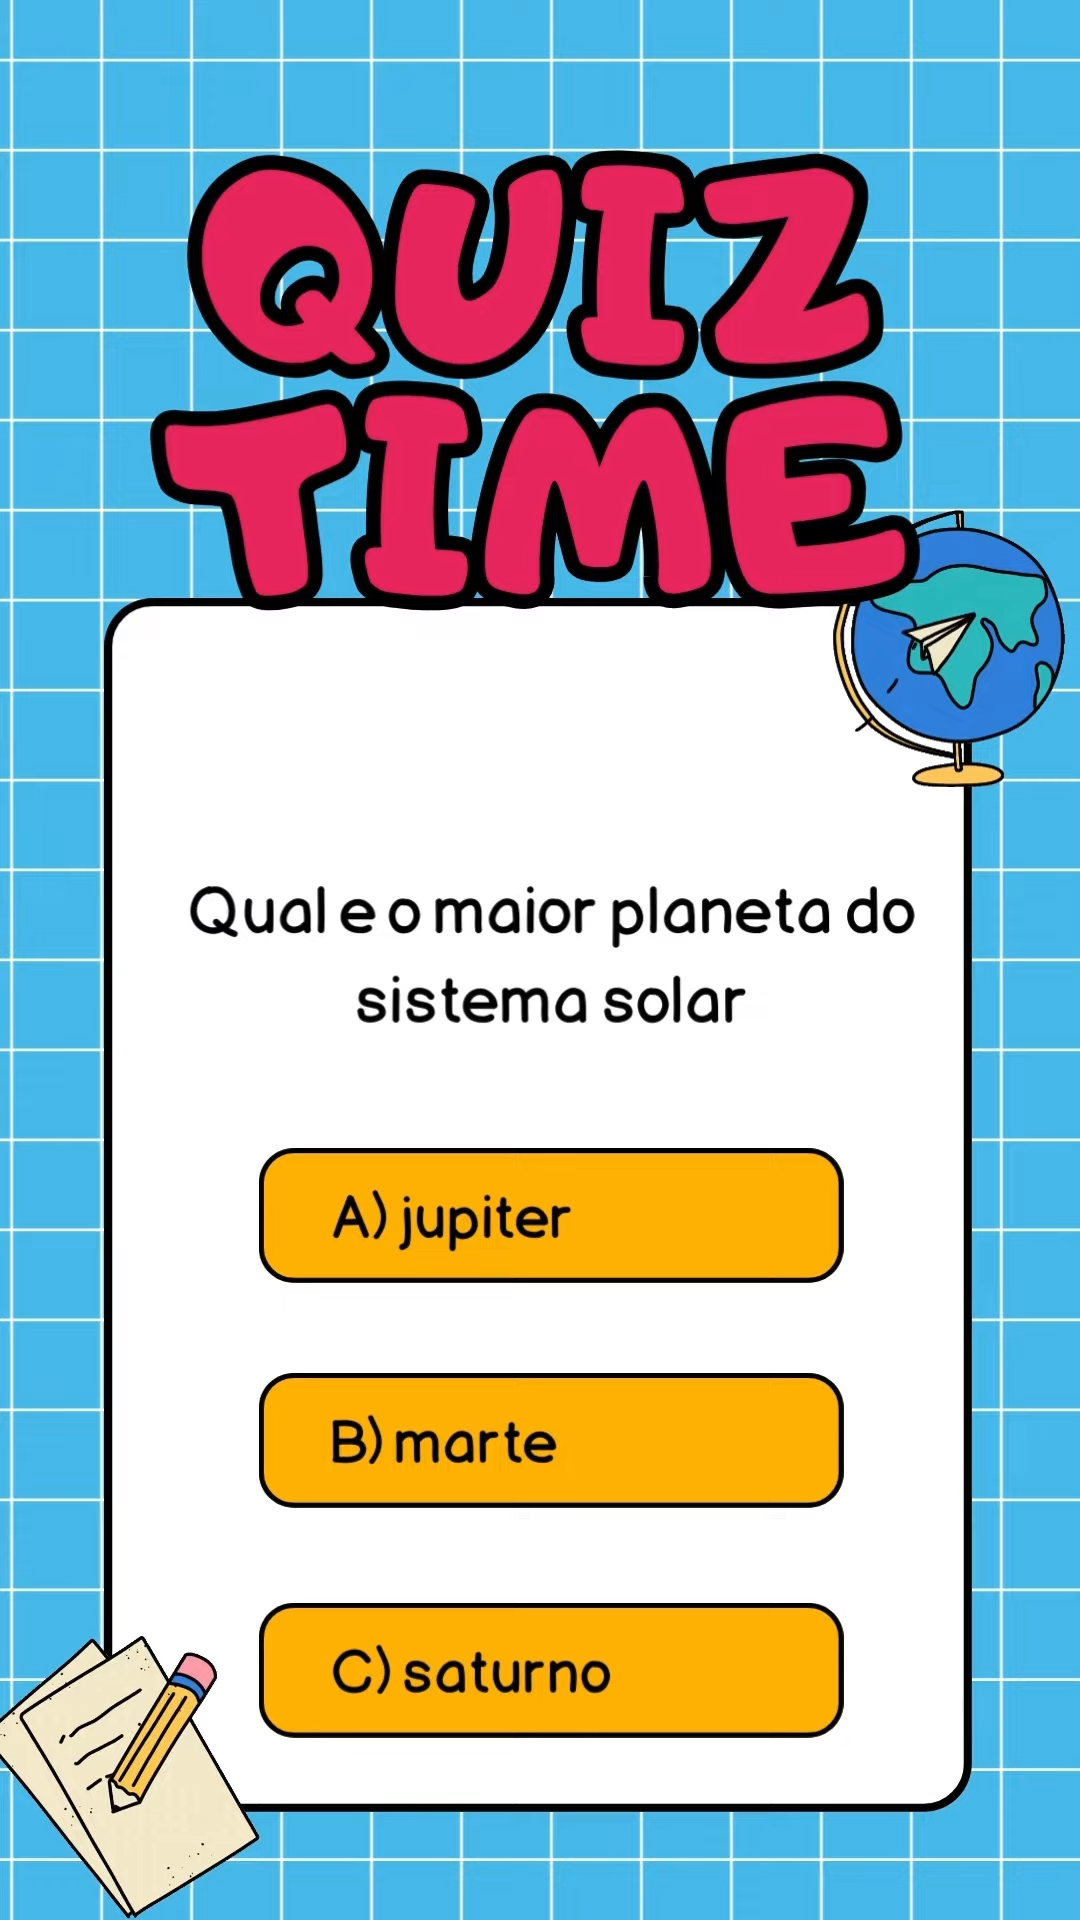 QUIZ
TIME
Qual e o maior planeta do
sistema solar
A) jupiter
B) marte
C) saturno